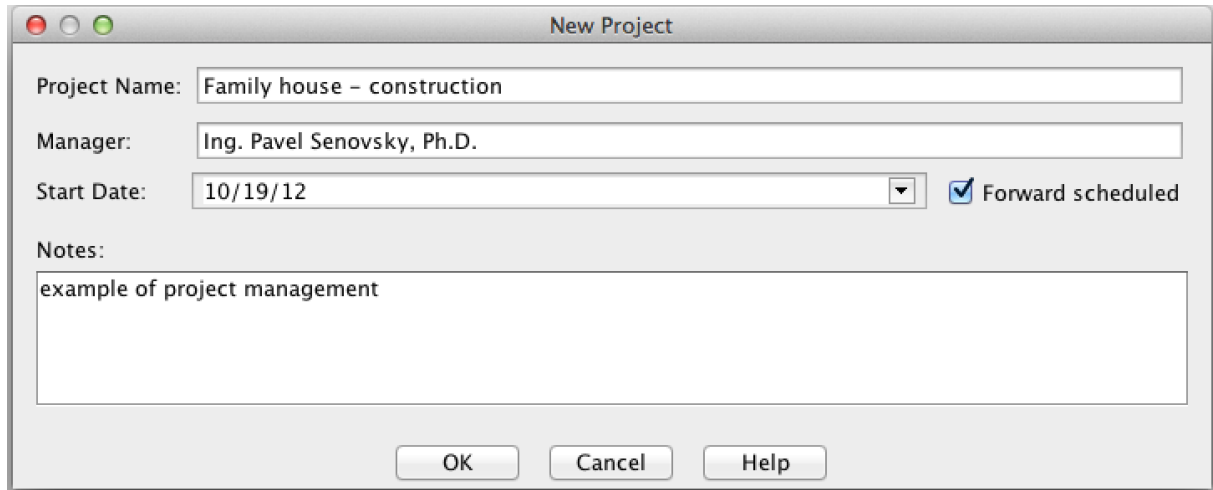 New Project
Project Name: Family house – construction
Manager: Ing. Pavel Senovsky, Ph.D.
Start Date: 10/19/12 Forward scheduled
Notes:
example of project management
OK Cancel Help